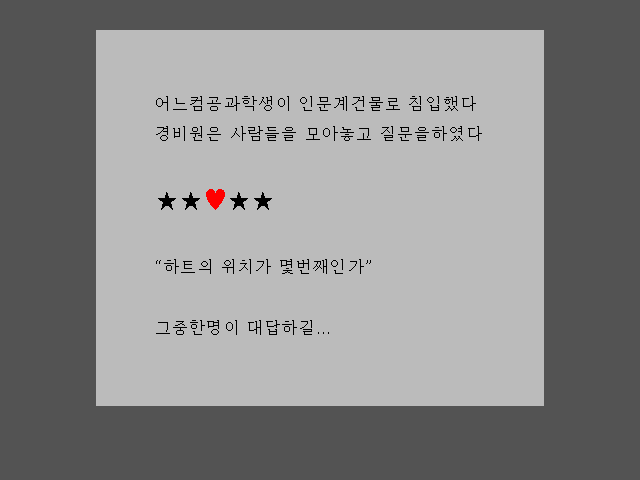 어느컴공과학생이 인문계건물로 침입했다
경비원은 사람들을 모아놓고 질문을하였다
★★♥★★
“하트의 위치가 몇번째인가”
그중한명이 대답하길...